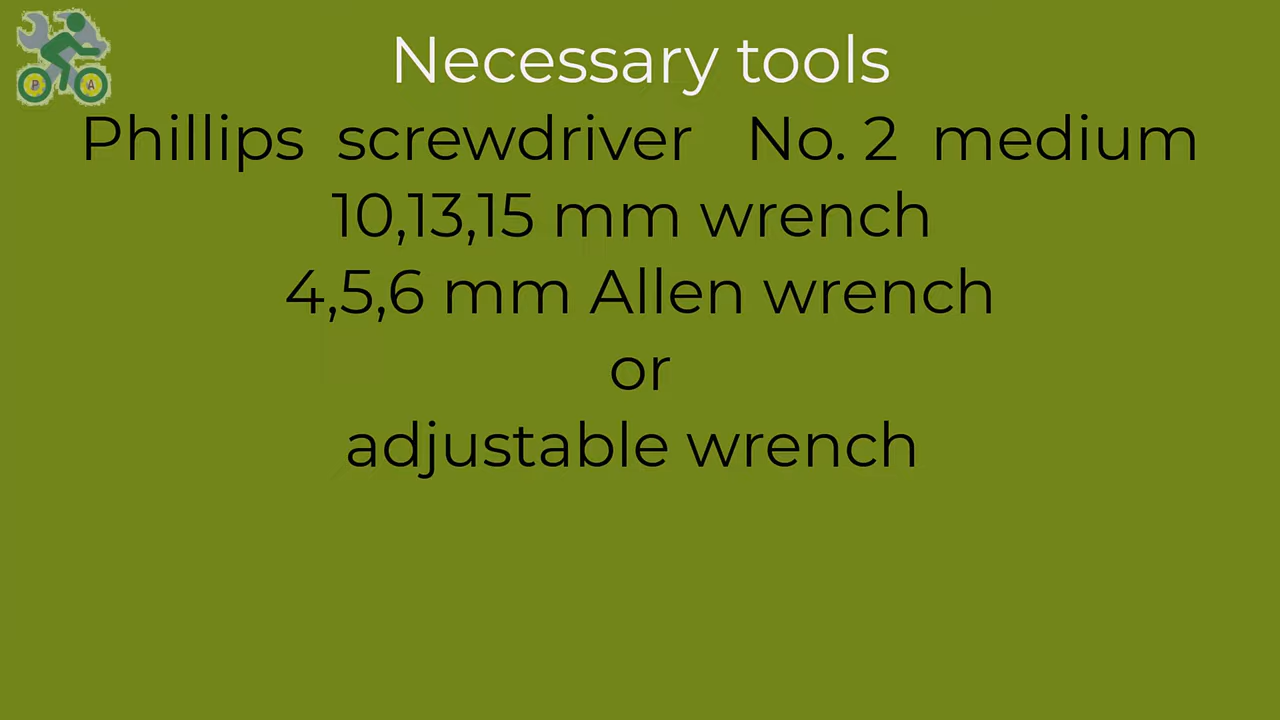 Necessary tools
Phillips screwdriver No. 2 medium
10,13,15 mm wrench
4,5,6 mm Allen wrench
or
adjustable wrench
P A